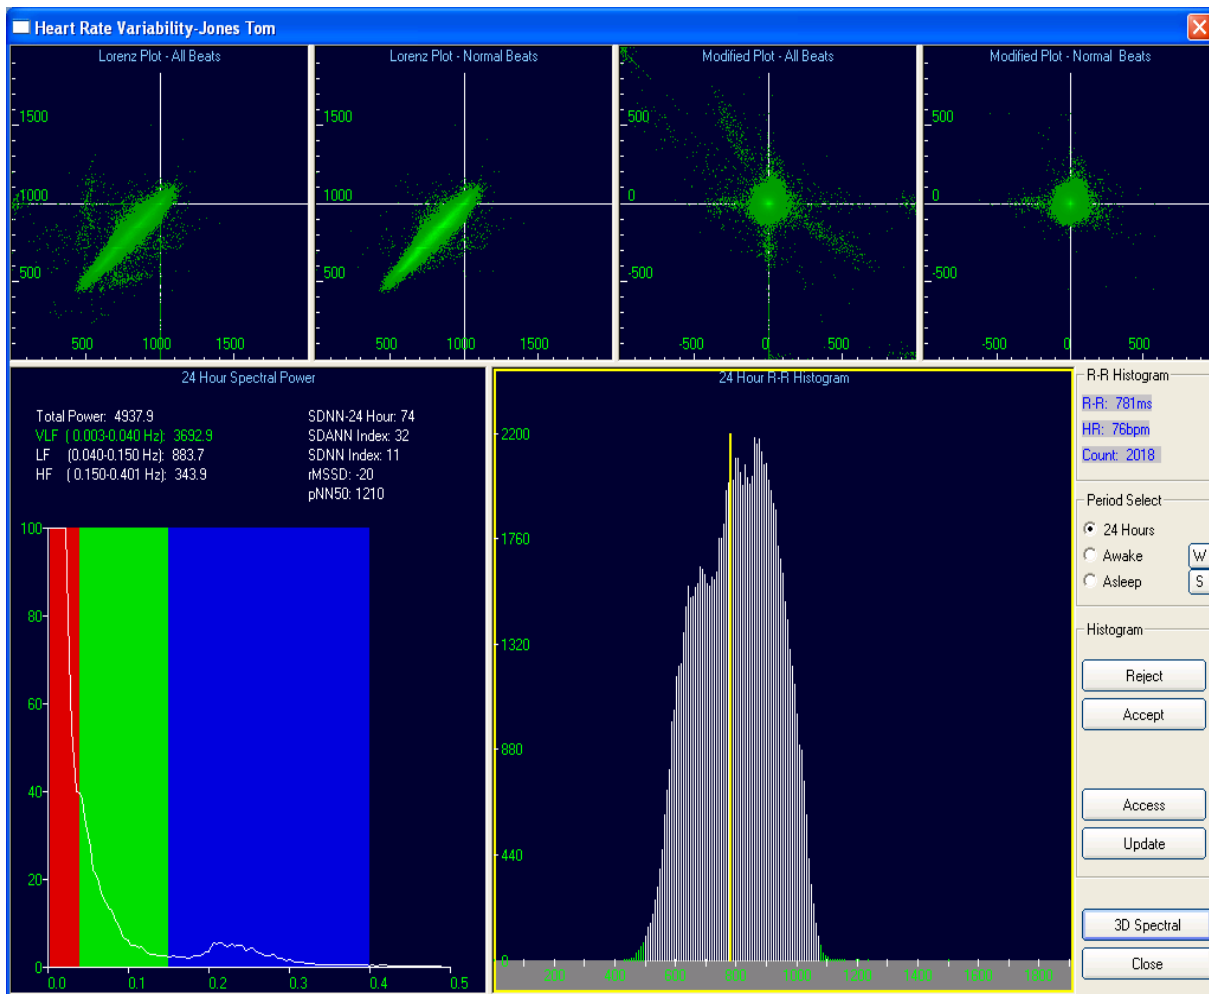 Heart Rate Variability-Jones Tom
Lorenz Plot - All Beats
1500
1000
500
500 1000 1500
Lorenz Plot - Normal Beats
1500
1000
500
500 1000 1500
Modified Plot - All Beats
500
0
-500
-500 0 500
Modified Plot - Normal Beats
500
0
-500
-500 0 500
24 Hour Spectral Power
Total Power: 4937.9
VLF ( 0.003-0.040 Hz): 3692.9
LF (0.040-0.150 Hz): 883.7
HF ( 0.150-0.401 Hz): 343.9
SDNN-24 Hour: 74
SDANN Index: 32
SDNN Index: 11
rMSSD: -20
pNN50: 1210
100
80
60
40
20
0
0.0 0.1 0.2 0.3 0.4 0.5
24 Hour R-R Histogram
2200
1760
1320
880
440
0
200 400 600 800 1000 1200 1400 1600 1800
R-R Histogram
R-R: 781ms
HR: 76bpm
Count: 2018
Period Select
24 Hours
Awake W
Asleep S
Histogram
Reject
Accept
Access
Update
3D Spectral
Close